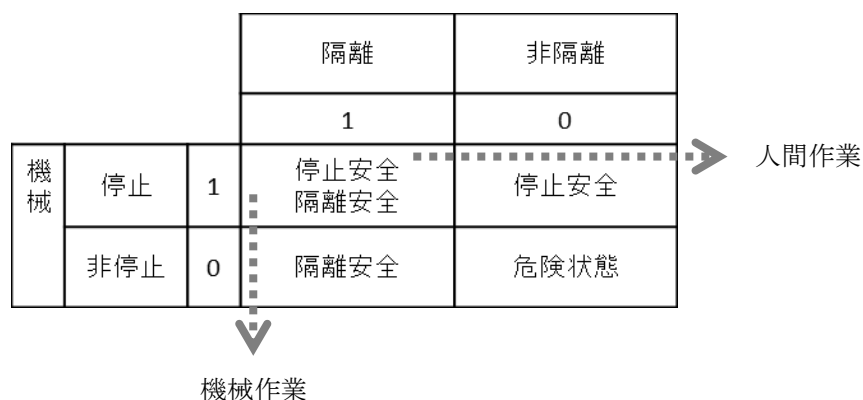 隔離 非隔離
1 0
機械 停止 1 停止安全 隔離安全 停止安全
人間作業
非停止 0 隔離安全 危険状態
機械作業